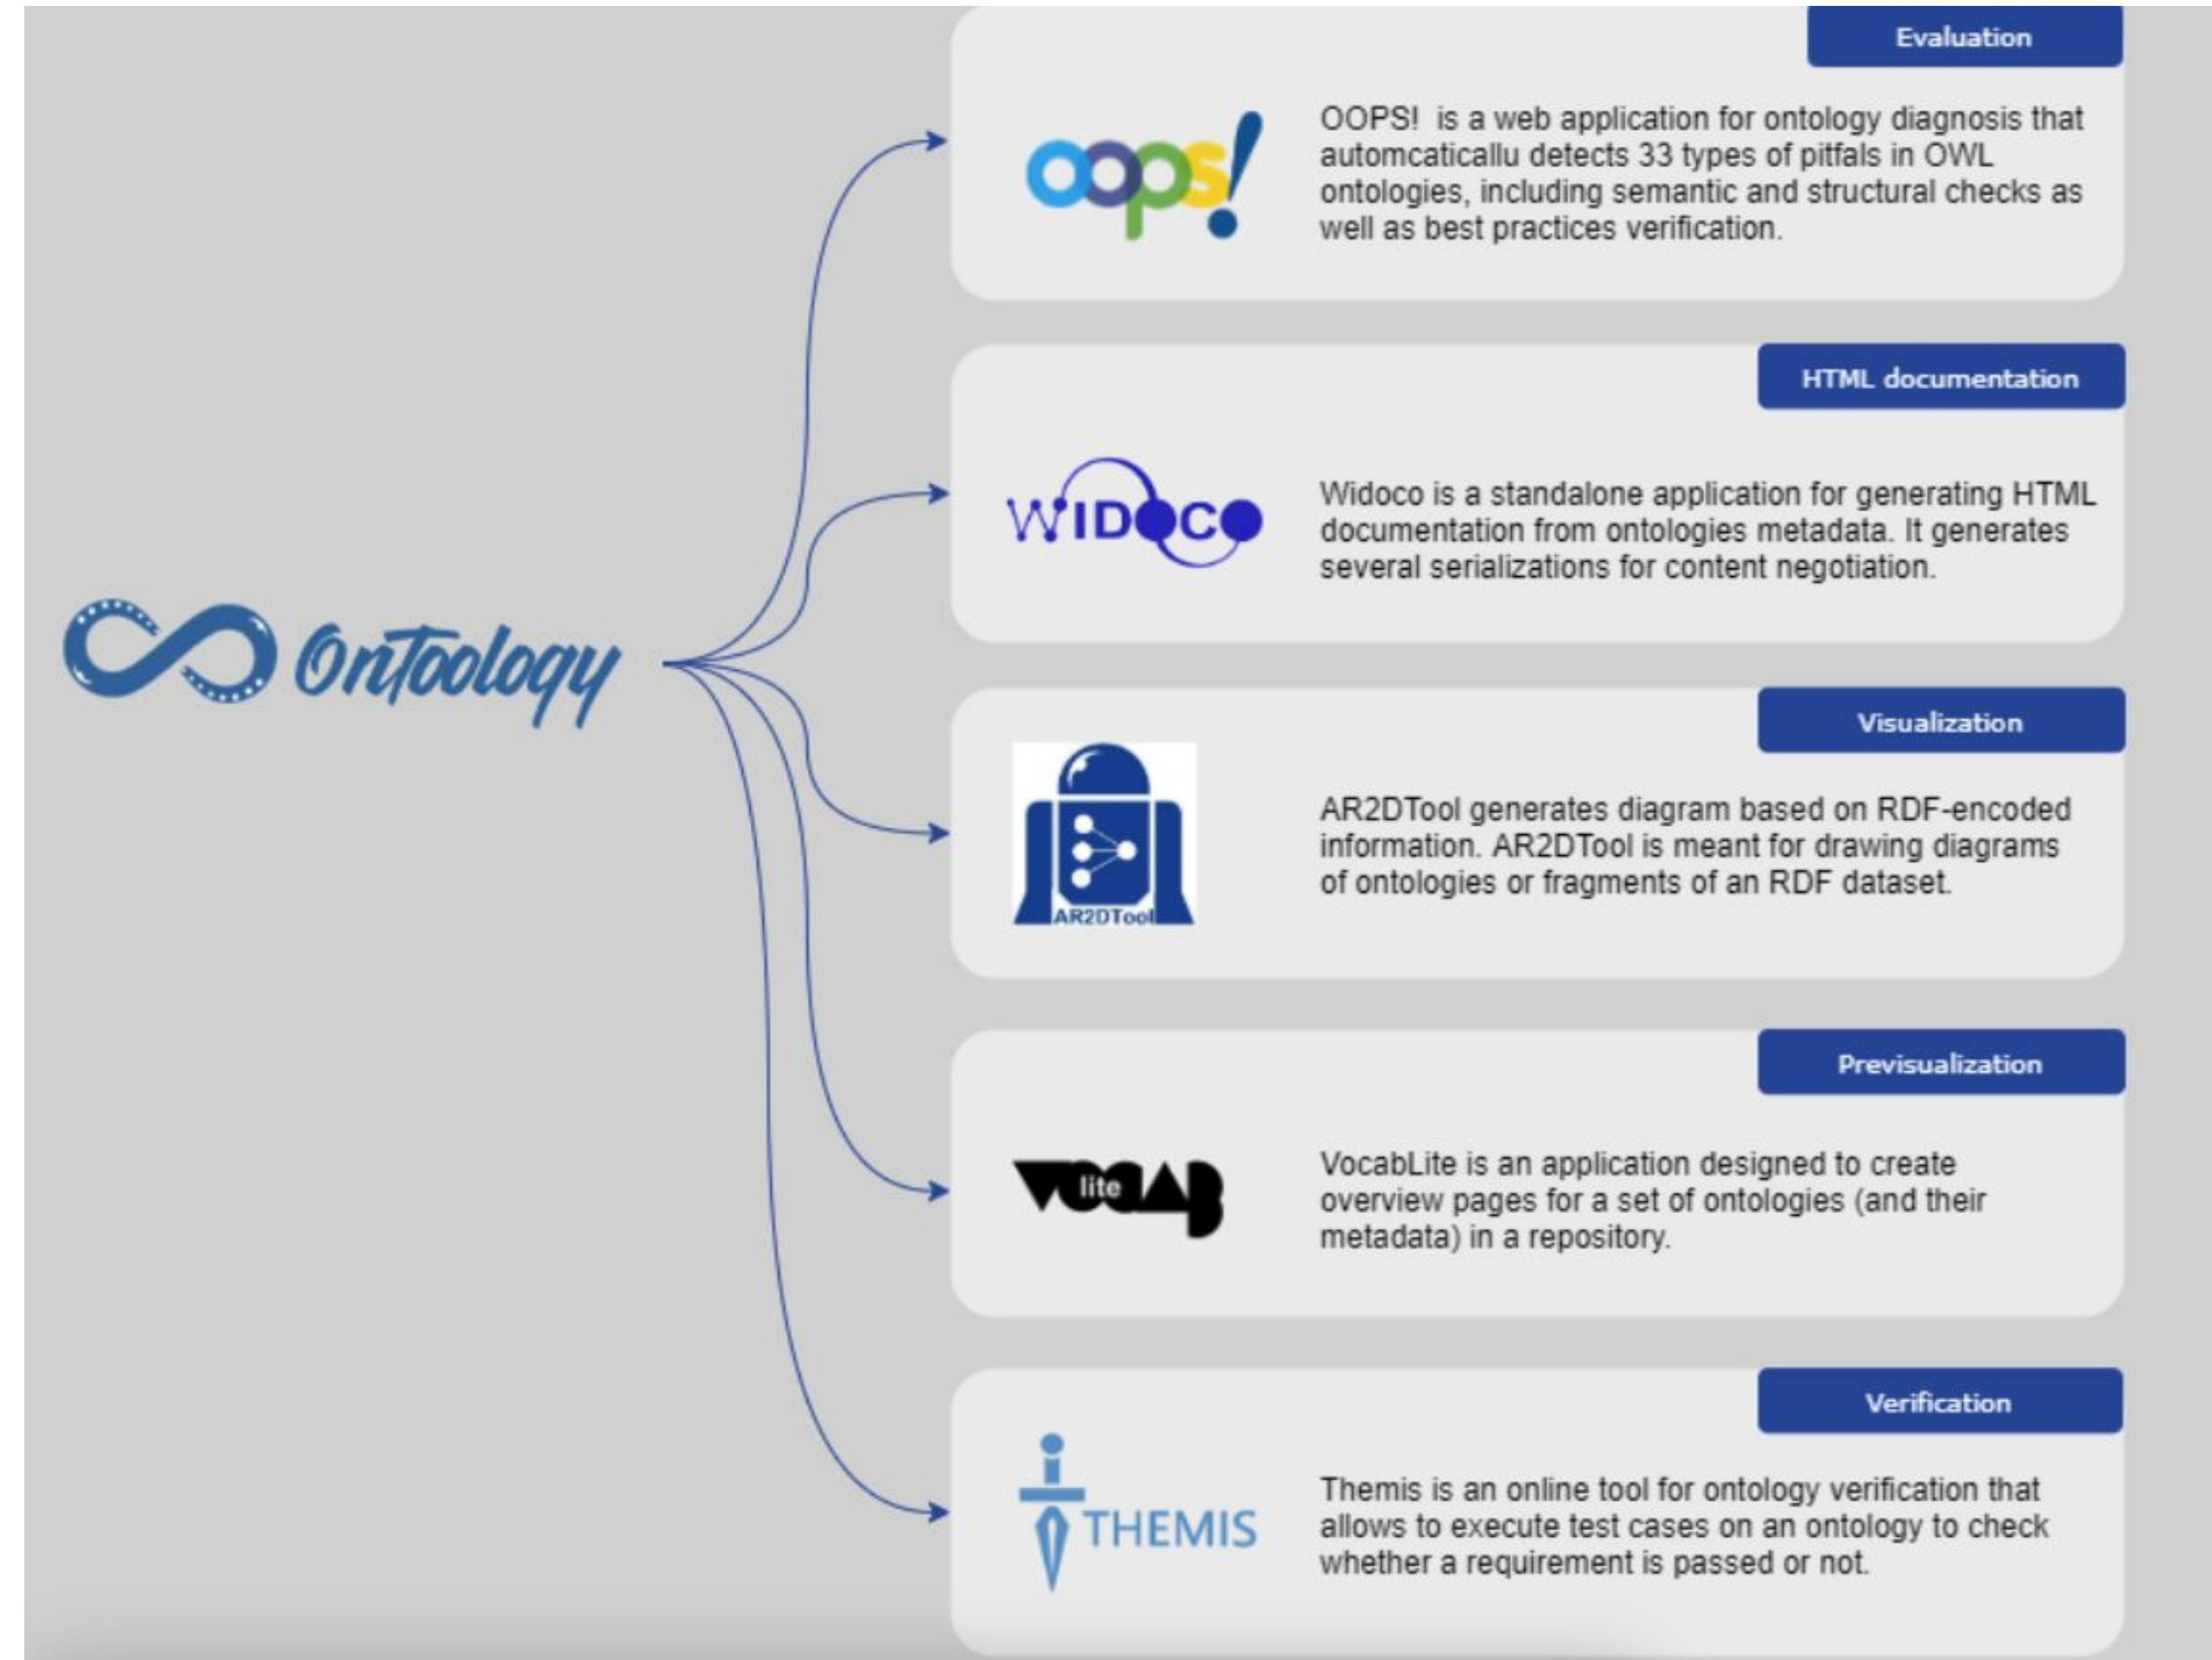 Evaluation
oops!
OOPS!  is a web application for ontology diagnosis that
automcaticallu detects 33 types of pitfals in OWL
ontologies, including semantic and structural checks as
well as best practices verification.
HTML documentation
WIDOCO
Widoco is a standalone application for generating HTML
documentation from ontologies metadata. It generates
several serializations for content negotiation.
OnToology
Visualization
AR2DTool
AR2DTool generates diagram based on RDF-encoded
information. AR2DTool is meant for drawing diagrams
of ontologies or fragments of an RDF dataset.
Previsualization
VOCAB
lite
VocabLite is an application designed to create
overview pages for a set of ontologies (and their
metadata) in a repository.
Verification
THEMIS
Themis is an online tool for ontology verification that
allows to execute test cases on an ontology to check
whether a requirement is passed or not.